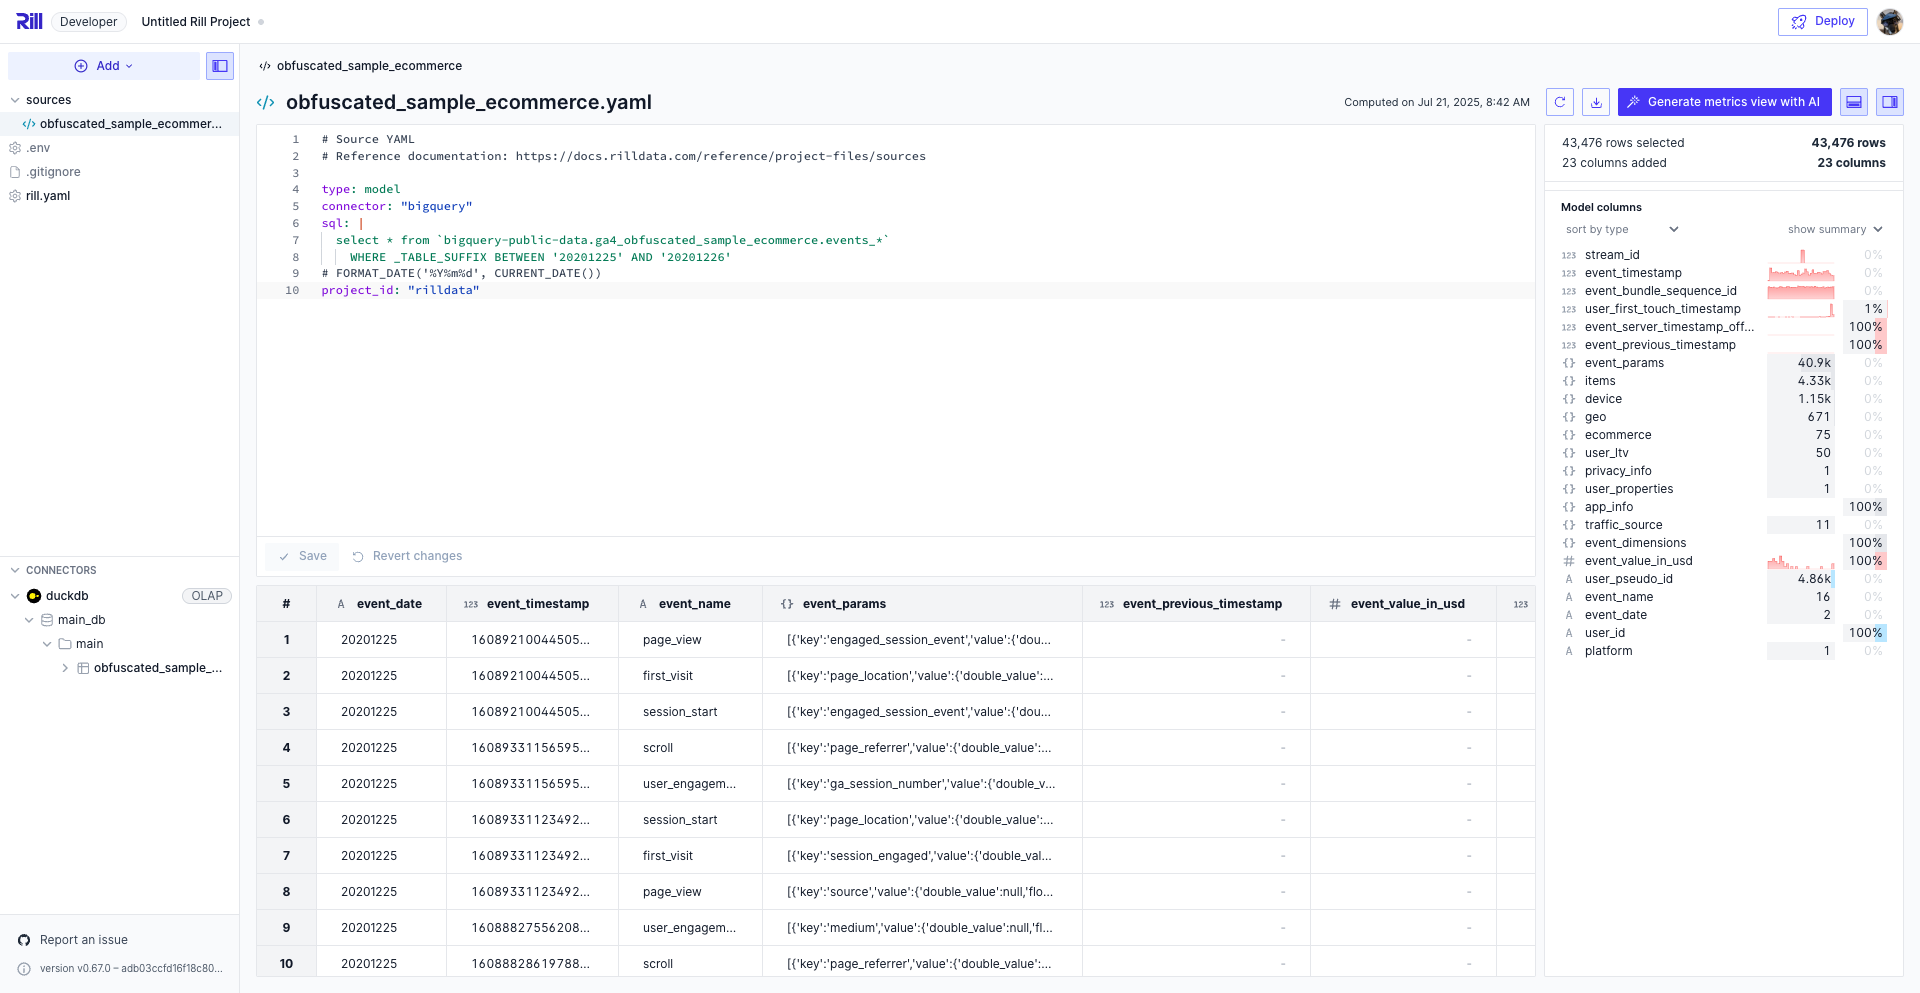 Rill Developer Untitled Rill Project
Deploy
Add
sources
obfuscated_sample_ecommer...
.env
.gitignore
rill.yaml
CONNECTORS
duckdb OLAP
main_db
main
obfuscated_sample_...
Report an issue
version v0.67.0 – adb03ccfd16f18c80...
obfuscated_sample_ecommerce
obfuscated_sample_ecommerce.yaml
Computed on Jul 21, 2025, 8:42 AM
Generate metrics view with AI
1 # Source YAML
2 # Reference documentation: https://docs.rilldata.com/reference/project-files/sources
3
4 type: model
5 connector: "bigquery"
6 sql: |
7 select * from `bigquery-public-data.ga4_obfuscated_sample_ecommerce.events_*`
8 WHERE _TABLE_SUFFIX BETWEEN '20201225' AND '20201226'
9 # FORMAT_DATE('%Y%m%d', CURRENT_DATE())
10 project_id: "rilldata"
Save Revert changes
# A event_date 123 event_timestamp A event_name {} event_params 123 event_previous_timestamp # event_value_in_usd 123
1 20201225 16089210044505... page_view [{'key':'engaged_session_event','value':{'dou... - -
2 20201225 16089210044505... first_visit [{'key':'page_location','value':{'double_value':... - -
3 20201225 16089210044505... session_start [{'key':'engaged_session_event','value':{'dou... - -
4 20201225 16089331156595... scroll [{'key':'page_referrer','value':{'double_value':... - -
5 20201225 16089331156595... user_engagem... [{'key':'ga_session_number','value':{'double_v... - -
6 20201225 16089331123492... session_start [{'key':'page_location','value':{'double_value':... - -
7 20201225 16089331123492... first_visit [{'key':'session_engaged','value':{'double_val... - -
8 20201225 16089331123492... page_view [{'key':'source','value':{'double_value':null,'flo... - -
9 20201225 16088827556208... user_engagem... [{'key':'medium','value':{'double_value':null,'fl... - -
10 20201225 16088828619788... scroll [{'key':'page_referrer','value':{'double_value':... - -
43,476 rows selected 43,476 rows
23 columns added 23 columns
Model columns
sort by type show summary
123 stream_id 0%
123 event_timestamp 0%
123 event_bundle_sequence_id 0%
123 user_first_touch_timestamp 1%
123 event_server_timestamp_off... 100%
123 event_previous_timestamp 100%
{} event_params 40.9k 0%
{} items 4.33k 0%
{} device 1.15k 0%
{} geo 671 0%
{} ecommerce 75 0%
{} user_ltv 50 0%
{} privacy_info 1 0%
{} user_properties 1 0%
{} app_info 100%
{} traffic_source 11 0%
{} event_dimensions 100%
# event_value_in_usd 100%
A user_pseudo_id 4.86k 0%
A event_name 16 0%
A event_date 2 0%
A user_id 100%
A platform 1 0%